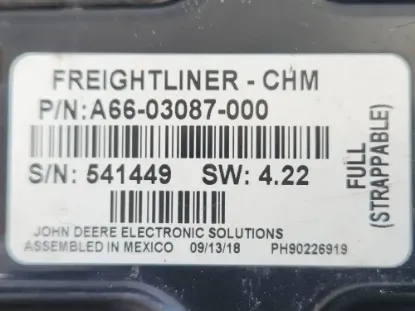 FREIGHTLINER - CHM
P/N: A66-03087-000
S/N: 541449 SW: 4.22
FULL
(STRAPPABLE)
JOHN DEERE ELECTRONIC SOLUTIONS
ASSEMBLED IN MEXICO 09/13/18 PH90226919